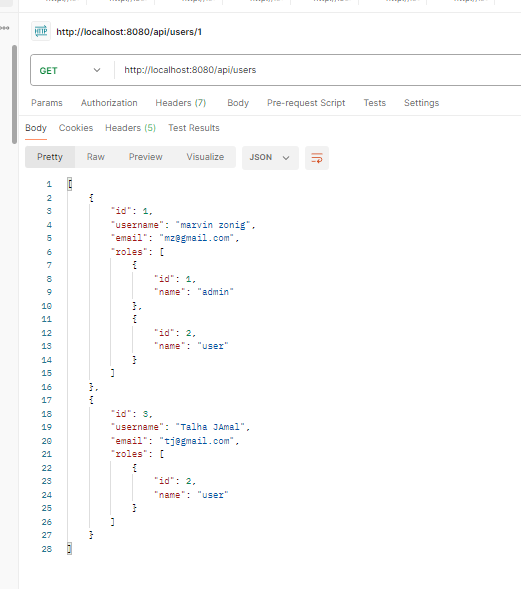 HTTP http://localhost:8080/api/users/1
GET http://localhost:8080/api/users
Params Authorization Headers (7) Body Pre-request Script Tests Settings
Body Cookies Headers (5) Test Results
Pretty Raw Preview Visualize JSON
1 [
2 {
3 "id": 1,
4 "username": "marvin zonig",
5 "email": "mz@gmail.com",
6 "roles": [
7 {
8 "id": 1,
9 "name": "admin"
10 },
11 {
12 "id": 2,
13 "name": "user"
14 }
15 ]
16 },
17 {
18 "id": 3,
19 "username": "Talha JAmal",
20 "email": "tj@gmail.com",
21 "roles": [
22 {
23 "id": 2,
24 "name": "user"
25 }
26 ]
27 }
28 ]